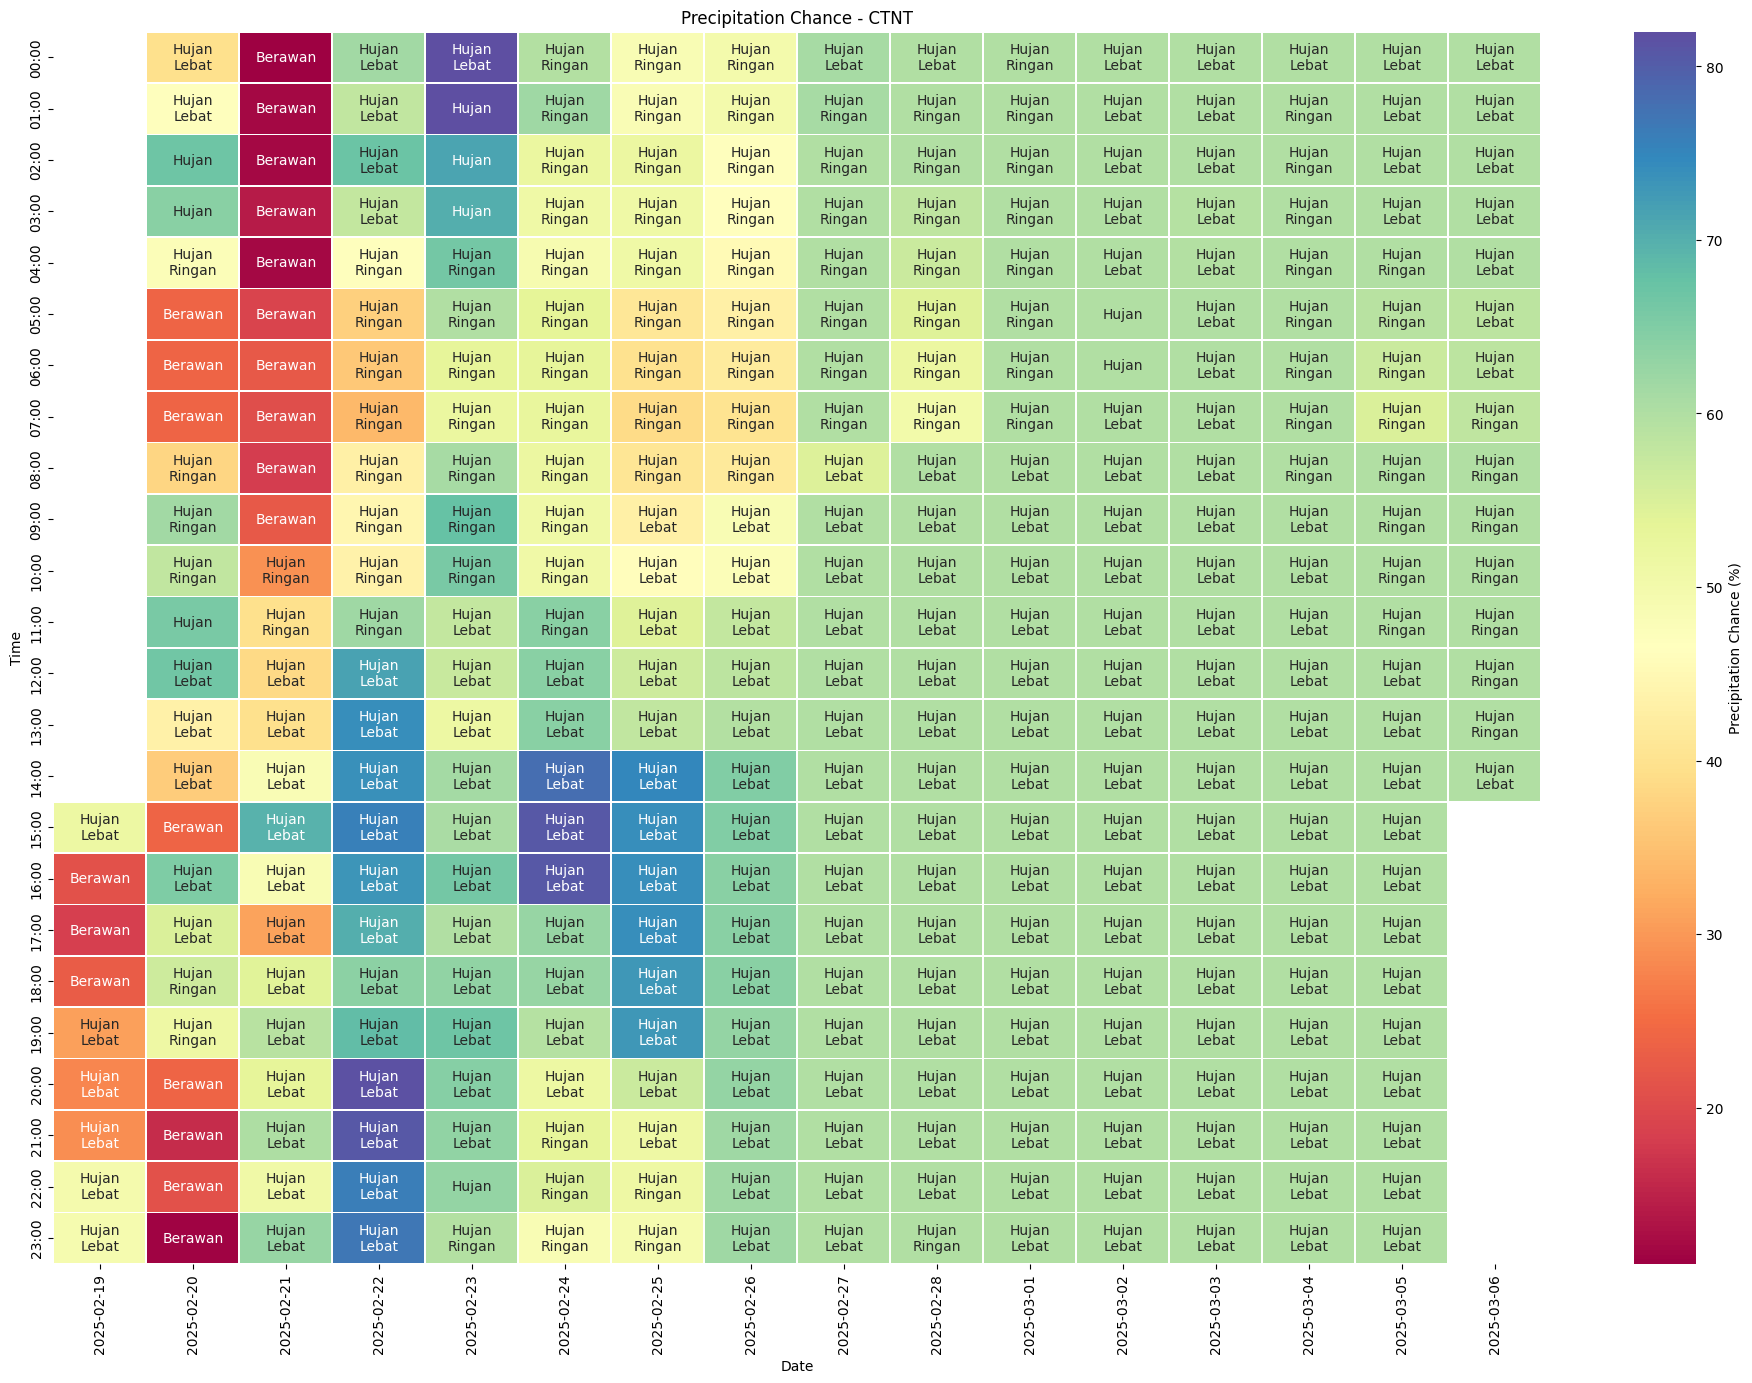 Precipitation Chance - CTNT
00:00 Hujan Lebat Berawan Hujan Lebat Hujan Lebat Hujan Ringan Hujan Ringan Hujan Ringan Hujan Lebat Hujan Lebat Hujan Ringan Hujan Lebat Hujan Lebat Hujan Lebat Hujan Lebat Hujan Lebat
01:00 Hujan Lebat Berawan Hujan Lebat Hujan Hujan Ringan Hujan Ringan Hujan Ringan Hujan Ringan Hujan Ringan Hujan Ringan Hujan Lebat Hujan Lebat Hujan Ringan Hujan Lebat Hujan Lebat
02:00 Hujan Berawan Hujan Lebat Hujan Hujan Ringan Hujan Ringan Hujan Ringan Hujan Ringan Hujan Ringan Hujan Ringan Hujan Lebat Hujan Lebat Hujan Ringan Hujan Lebat Hujan Lebat
03:00 Hujan Berawan Hujan Lebat Hujan Hujan Ringan Hujan Ringan Hujan Ringan Hujan Ringan Hujan Ringan Hujan Ringan Hujan Lebat Hujan Lebat Hujan Ringan Hujan Lebat Hujan Lebat
04:00 Hujan Ringan Berawan Hujan Ringan Hujan Ringan Hujan Ringan Hujan Ringan Hujan Ringan Hujan Ringan Hujan Ringan Hujan Ringan Hujan Lebat Hujan Lebat Hujan Ringan Hujan Ringan Hujan Lebat
05:00 Berawan Berawan Hujan Ringan Hujan Ringan Hujan Ringan Hujan Ringan Hujan Ringan Hujan Ringan Hujan Ringan Hujan Ringan Hujan Hujan Lebat Hujan Ringan Hujan Ringan Hujan Lebat
06:00 Berawan Berawan Hujan Ringan Hujan Ringan Hujan Ringan Hujan Ringan Hujan Ringan Hujan Ringan Hujan Ringan Hujan Ringan Hujan Hujan Lebat Hujan Ringan Hujan Ringan Hujan Lebat
07:00 Berawan Berawan Hujan Ringan Hujan Ringan Hujan Ringan Hujan Ringan Hujan Ringan Hujan Ringan Hujan Ringan Hujan Ringan Hujan Lebat Hujan Lebat Hujan Ringan Hujan Ringan Hujan Ringan
08:00 Hujan Ringan Berawan Hujan Ringan Hujan Ringan Hujan Ringan Hujan Ringan Hujan Ringan Hujan Lebat Hujan Lebat Hujan Lebat Hujan Lebat Hujan Lebat Hujan Ringan Hujan Ringan Hujan Ringan
09:00 Hujan Ringan Berawan Hujan Ringan Hujan Ringan Hujan Ringan Hujan Lebat Hujan Lebat Hujan Lebat Hujan Lebat Hujan Lebat Hujan Lebat Hujan Lebat Hujan Lebat Hujan Ringan Hujan Ringan
10:00 Hujan Ringan Hujan Ringan Hujan Ringan Hujan Ringan Hujan Ringan Hujan Lebat Hujan Lebat Hujan Lebat Hujan Lebat Hujan Lebat Hujan Lebat Hujan Lebat Hujan Lebat Hujan Ringan Hujan Ringan
11:00 Hujan Hujan Ringan Hujan Ringan Hujan Lebat Hujan Ringan Hujan Lebat Hujan Lebat Hujan Lebat Hujan Lebat Hujan Lebat Hujan Lebat Hujan Lebat Hujan Lebat Hujan Ringan Hujan Ringan
12:00 Hujan Lebat Hujan Lebat Hujan Lebat Hujan Lebat Hujan Lebat Hujan Lebat Hujan Lebat Hujan Lebat Hujan Lebat Hujan Lebat Hujan Lebat Hujan Lebat Hujan Lebat Hujan Lebat Hujan Ringan
13:00 Hujan Lebat Hujan Lebat Hujan Lebat Hujan Lebat Hujan Lebat Hujan Lebat Hujan Lebat Hujan Lebat Hujan Lebat Hujan Lebat Hujan Lebat Hujan Lebat Hujan Lebat Hujan Lebat Hujan Ringan
14:00 Hujan Lebat Hujan Lebat Hujan Lebat Hujan Lebat Hujan Lebat Hujan Lebat Hujan Lebat Hujan Lebat Hujan Lebat Hujan Lebat Hujan Lebat Hujan Lebat Hujan Lebat Hujan Lebat Hujan Lebat
15:00 Hujan Lebat Berawan Hujan Lebat Hujan Lebat Hujan Lebat Hujan Lebat Hujan Lebat Hujan Lebat Hujan Lebat Hujan Lebat Hujan Lebat Hujan Lebat Hujan Lebat Hujan Lebat Hujan Lebat
16:00 Berawan Hujan Lebat Hujan Lebat Hujan Lebat Hujan Lebat Hujan Lebat Hujan Lebat Hujan Lebat Hujan Lebat Hujan Lebat Hujan Lebat Hujan Lebat Hujan Lebat Hujan Lebat Hujan Lebat
17:00 Berawan Hujan Lebat Hujan Lebat Hujan Lebat Hujan Lebat Hujan Lebat Hujan Lebat Hujan Lebat Hujan Lebat Hujan Lebat Hujan Lebat Hujan Lebat Hujan Lebat Hujan Lebat Hujan Lebat
18:00 Berawan Hujan Ringan Hujan Lebat Hujan Lebat Hujan Lebat Hujan Lebat Hujan Lebat Hujan Lebat Hujan Lebat Hujan Lebat Hujan Lebat Hujan Lebat Hujan Lebat Hujan Lebat Hujan Lebat
19:00 Hujan Lebat Hujan Ringan Hujan Lebat Hujan Lebat Hujan Lebat Hujan Lebat Hujan Lebat Hujan Lebat Hujan Lebat Hujan Lebat Hujan Lebat Hujan Lebat Hujan Lebat Hujan Lebat Hujan Lebat
20:00 Hujan Lebat Berawan Hujan Lebat Hujan Lebat Hujan Lebat Hujan Lebat Hujan Lebat Hujan Lebat Hujan Lebat Hujan Lebat Hujan Lebat Hujan Lebat Hujan Lebat Hujan Lebat Hujan Lebat
21:00 Hujan Lebat Berawan Hujan Lebat Hujan Lebat Hujan Lebat Hujan Ringan Hujan Lebat Hujan Lebat Hujan Lebat Hujan Lebat Hujan Lebat Hujan Lebat Hujan Lebat Hujan Lebat Hujan Lebat
22:00 Hujan Lebat Berawan Hujan Lebat Hujan Lebat Hujan Hujan Ringan Hujan Ringan Hujan Lebat Hujan Lebat Hujan Lebat Hujan Lebat Hujan Lebat Hujan Lebat Hujan Lebat Hujan Lebat
23:00 Hujan Lebat Berawan Hujan Lebat Hujan Lebat Hujan Ringan Hujan Ringan Hujan Ringan Hujan Lebat Hujan Lebat Hujan Ringan Hujan Lebat Hujan Lebat Hujan Lebat Hujan Lebat Hujan Lebat
2025-02-19 2025-02-20 2025-02-21 2025-02-22 2025-02-23 2025-02-24 2025-02-25 2025-02-26 2025-02-27 2025-02-28 2025-03-01 2025-03-02 2025-03-03 2025-03-04 2025-03-05 2025-03-06
Time
Date
80
70
60
50
40
30
20
Precipitation Chance (%)